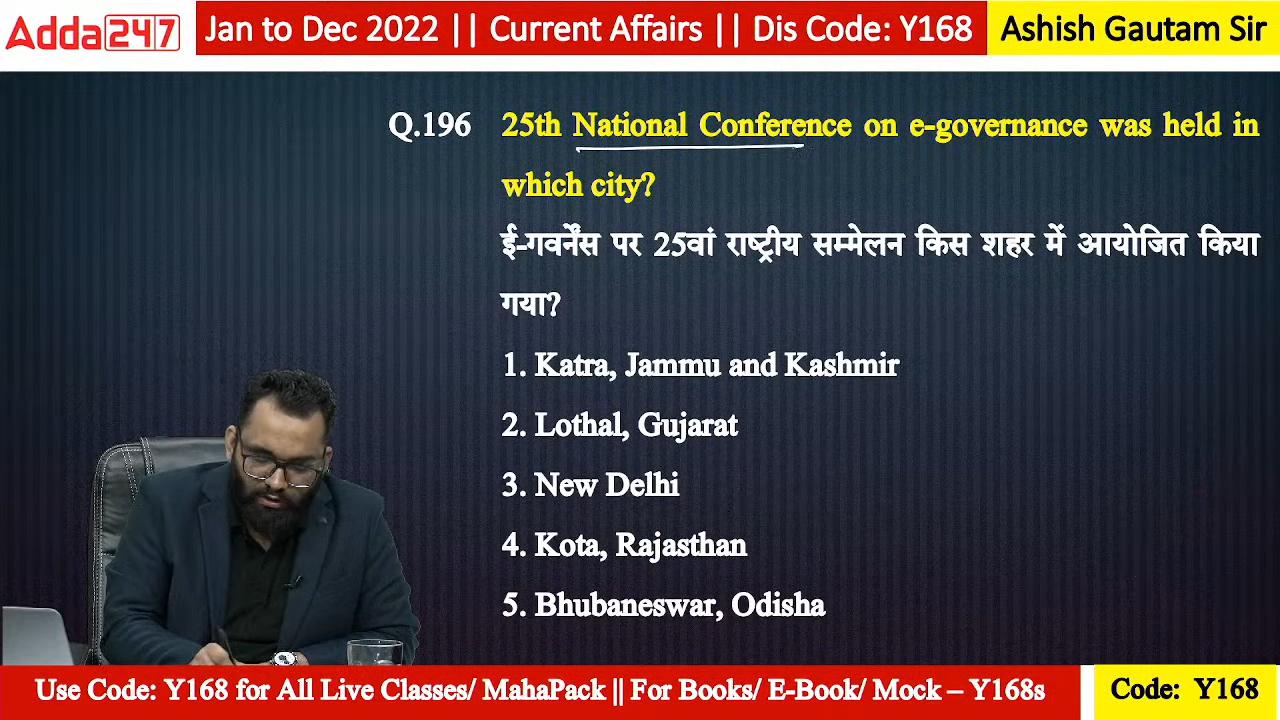 Adda247 Jan to Dec 2022 || Current Affairs || Dis Code: Y168 Ashish Gautam Sir
Q.196 25th National Conference on e-governance was held in
which city?
ई-गवर्नेंस पर 25वां राष्ट्रीय सम्मेलन किस शहर में आयोजित किया
गया?
1. Katra, Jammu and Kashmir
2. Lothal, Gujarat
3. New Delhi
4. Kota, Rajasthan
5. Bhubaneswar, Odisha
Use Code: Y168 for All Live Classes/ MahaPack || For Books/ E-Book/ Mock – Y168s Code: Y168